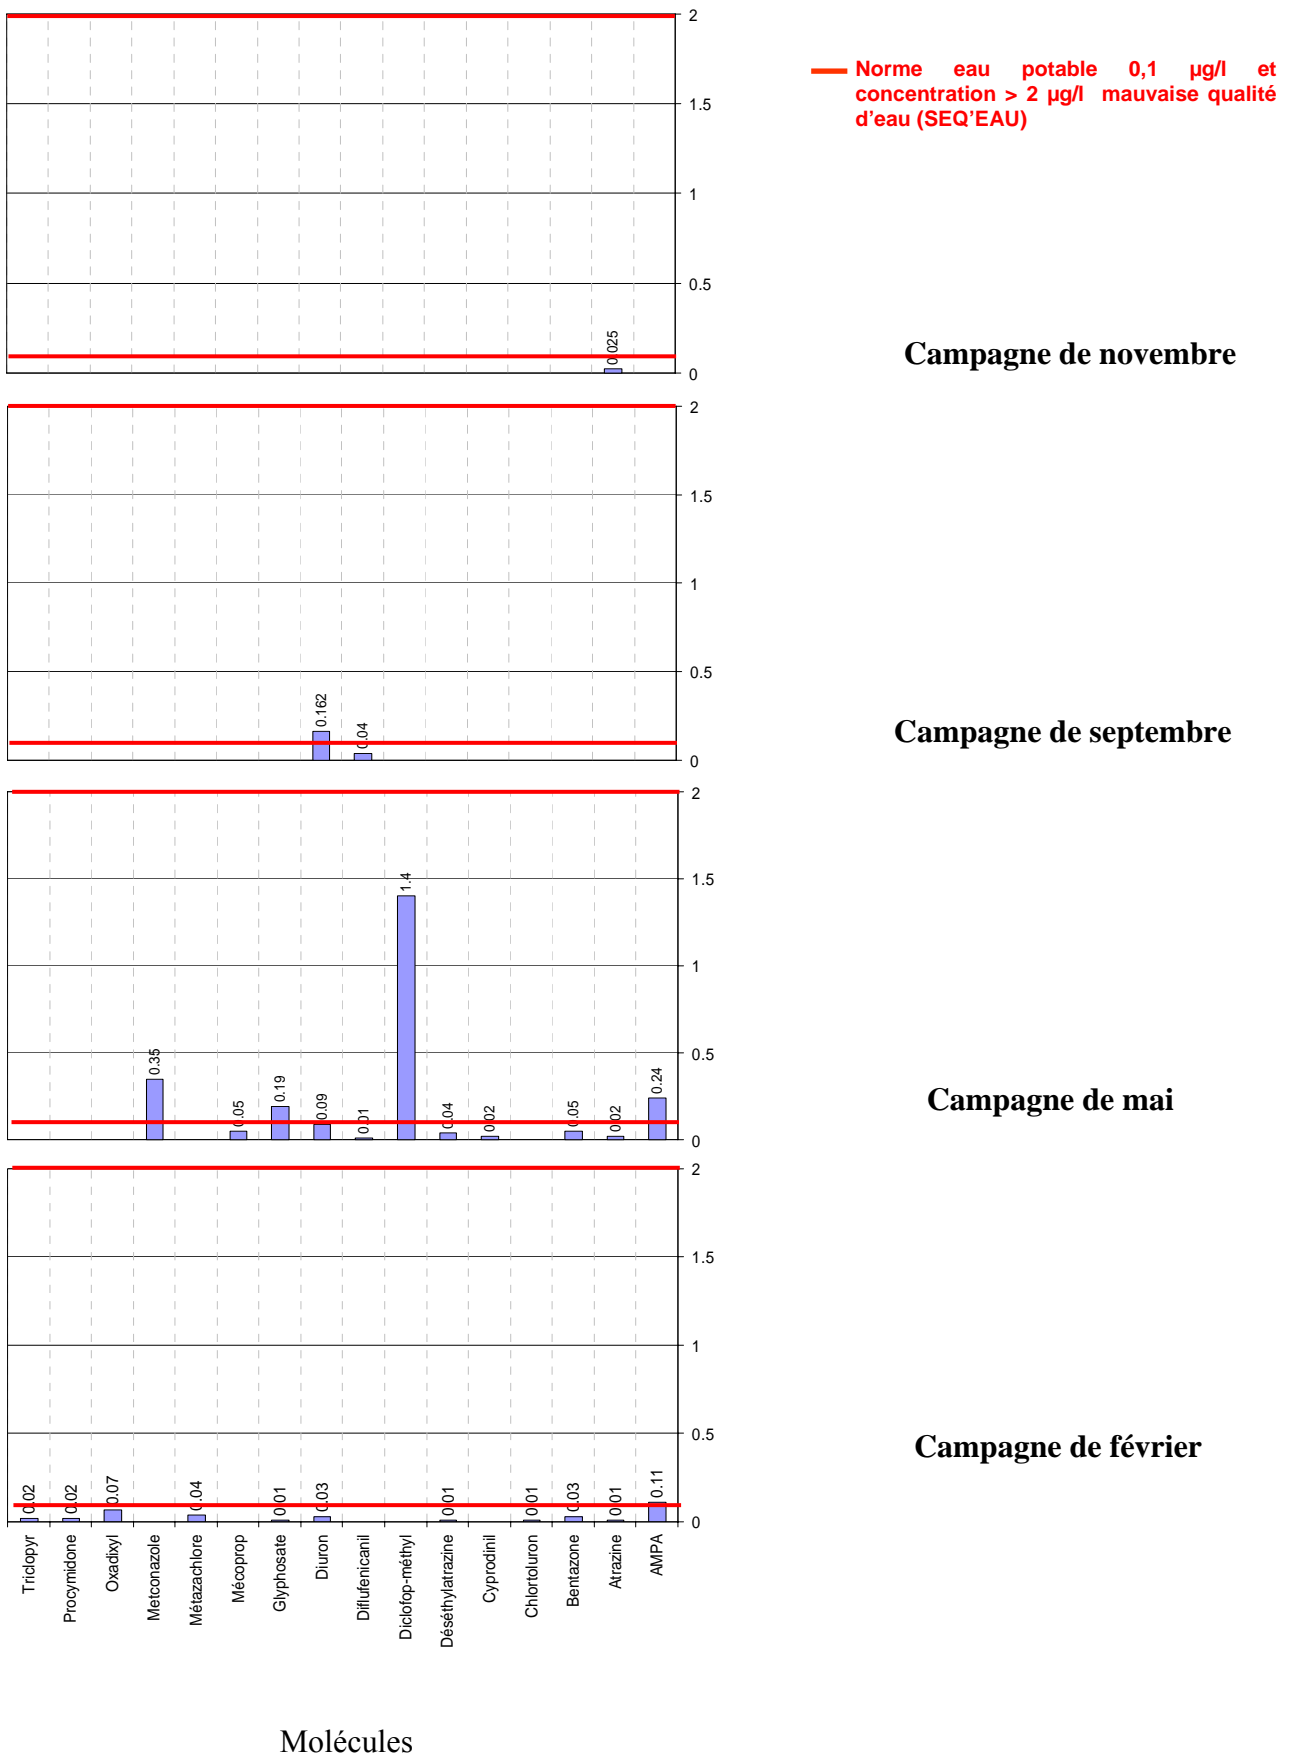 2
1.5
1
0.5
0
0.025
Norme eau potable 0,1 µg/l et
concentration > 2 µg/l mauvaise qualité
d'eau (SEQ'EAU)
Campagne de novembre
2
1.5
1
0.5
0
0.162
0.04
Campagne de septembre
2
1.5
1
0.5
0
0.35
0.05
0.19
0.09
0.01
1.4
0.04
0.02
0.05
0.02
0.24
Campagne de mai
2
1.5
1
0.5
0
0.02
0.02
0.07
0.04
0.01
0.03
0.01
0.01
0.03
0.01
0.11
Campagne de février
Triclopyr
Procymidone
Oxadixyl
Metconazole
Métazachlore
Mécoprop
Glyphosate
Diuron
Diflufenicanil
Diclofop-méthyl
Déséthylatrazine
Cyprodinil
Chlortoluron
Bentazone
Atrazine
AMPA
Molécules